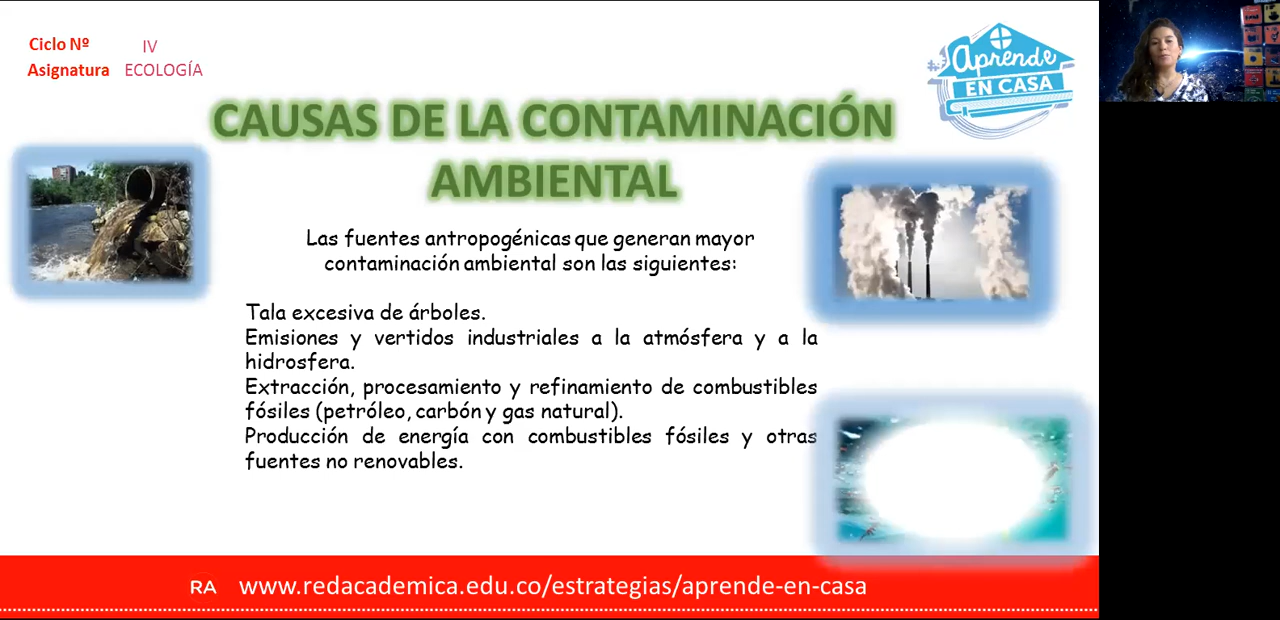 Ciclo Nº IV
Asignatura ECOLOGÍA
#Aprende
EN CASA
CAUSAS DE LA CONTAMINACIÓN
AMBIENTAL
Las fuentes antropogénicas que generan mayor
contaminación ambiental son las siguientes:
Tala excesiva de árboles.
Emisiones y vertidos industriales a la atmósfera y a la
hidrosfera.
Extracción, procesamiento y refinamiento de combustibles
fósiles (petróleo, carbón y gas natural).
Producción de energía con combustibles fósiles y otras
fuentes no renovables.
RA www.redacademica.edu.co/estrategias/aprende-en-casa